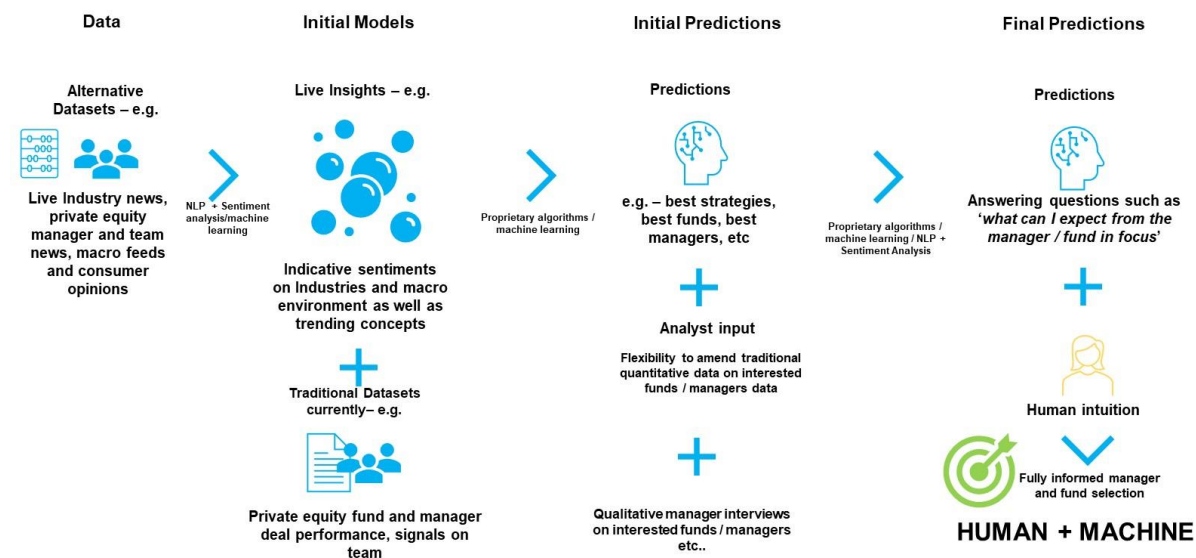 Data
Alternative
Datasets – e.g.
Live Industry news,
private equity
manager and team
news, macro feeds
and consumer
opinions
NLP + Sentiment
analysis/machine
learning
Initial Models
Live Insights – e.g.
Indicative sentiments
on Industries and macro
environment as well as
trending concepts
Traditional Datasets
currently– e.g.
Private equity fund and manager
deal performance, signals on
team
Proprietary algorithms /
machine learning
Initial Predictions
Predictions
e.g. – best strategies,
best funds, best
managers, etc
Analyst input
Flexibility to amend traditional
quantitative data on interested
funds / managers data
Qualitative manager interviews
on interested funds / managers
etc..
Proprietary algorithms /
machine learning / NLP +
Sentiment Analysis
Final Predictions
Predictions
Answering questions such as
‘what can I expect from the
manager / fund in focus’
Human intuition
Fully informed manager
and fund selection
HUMAN + MACHINE